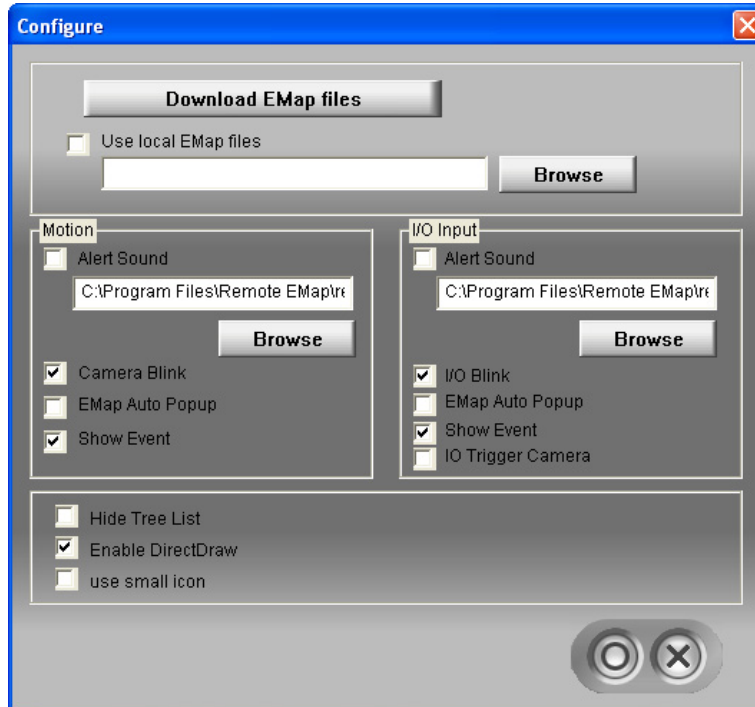 Configure
Download EMap files
Use local EMap files
Browse
Motion
Alert Sound
C:\Program Files\Remote EMap\re
Browse
Camera Blink
EMap Auto Popup
Show Event
I/O Input
Alert Sound
C:\Program Files\Remote EMap\re
Browse
I/O Blink
EMap Auto Popup
Show Event
IO Trigger Camera
Hide Tree List
Enable DirectDraw
use small icon